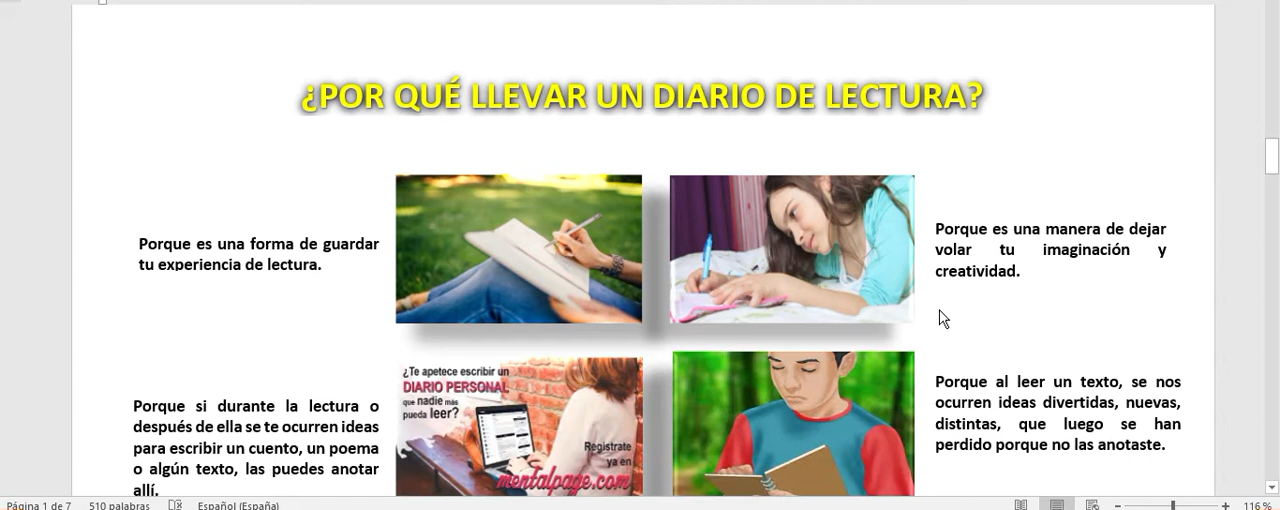 ¿POR QUÉ LLEVAR UN DIARIO DE LECTURA?
Porque es una forma de guardar
tu experiencia de lectura.
Porque es una manera de dejar
volar tu imaginación y
creatividad.
Porque si durante la lectura o
después de ella se te ocurren ideas
para escribir un cuento, un poema
o algún texto, las puedes anotar
allí.
¿Te apetece escribir un
DIARIO PERSONAL
que nadie más
pueda leer?
Regístrate
ya en
mentalpage.com
Porque al leer un texto, se nos
ocurren ideas divertidas, nuevas,
distintas, que luego se han
perdido porque no las anotaste.
Página 1 de 7 510 palabras Español (España) 116 %